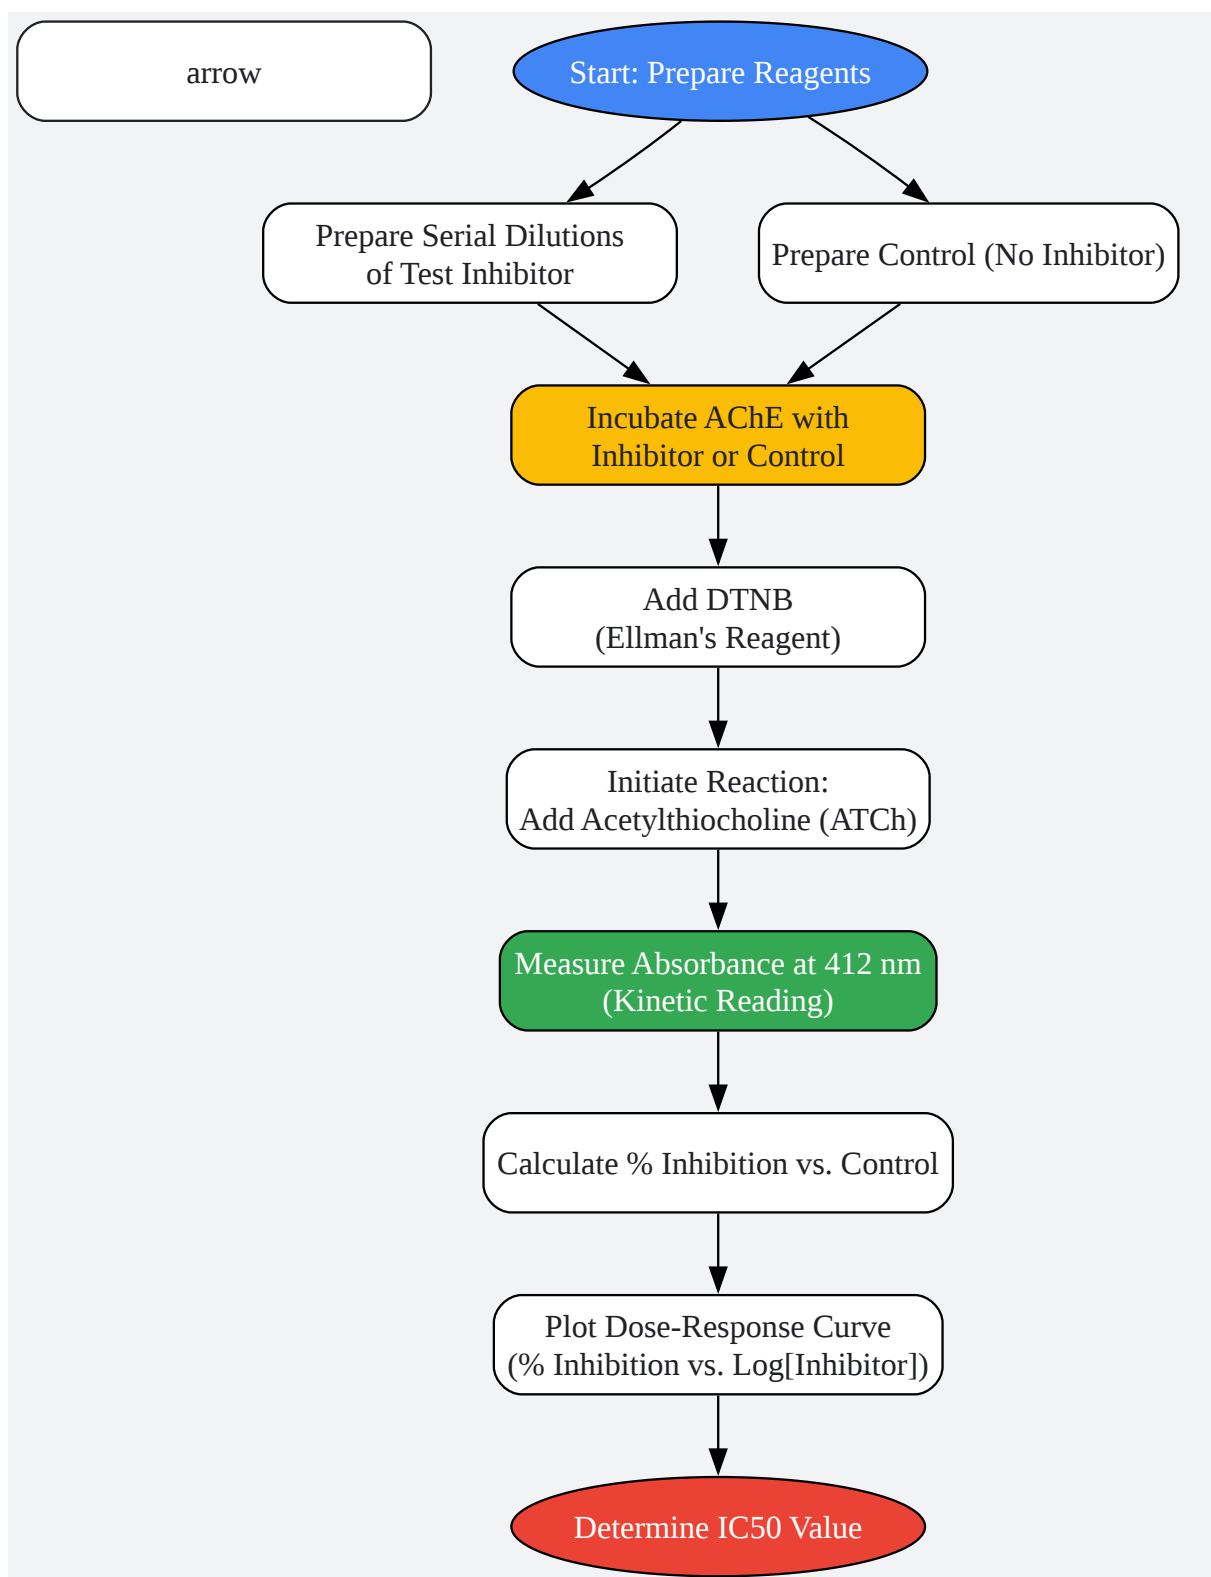 arrow
Start: Prepare Reagents
Prepare Serial Dilutions
of Test Inhibitor
Prepare Control (No Inhibitor)
Incubate AChE with
Inhibitor or Control
Add DTNB
(Ellman's Reagent)
Initiate Reaction:
Add Acetylthiocholine (ATCh)
Measure Absorbance at 412 nm
(Kinetic Reading)
Calculate % Inhibition vs. Control
Plot Dose-Response Curve
(% Inhibition vs. Log[Inhibitor])
Determine IC50 Value